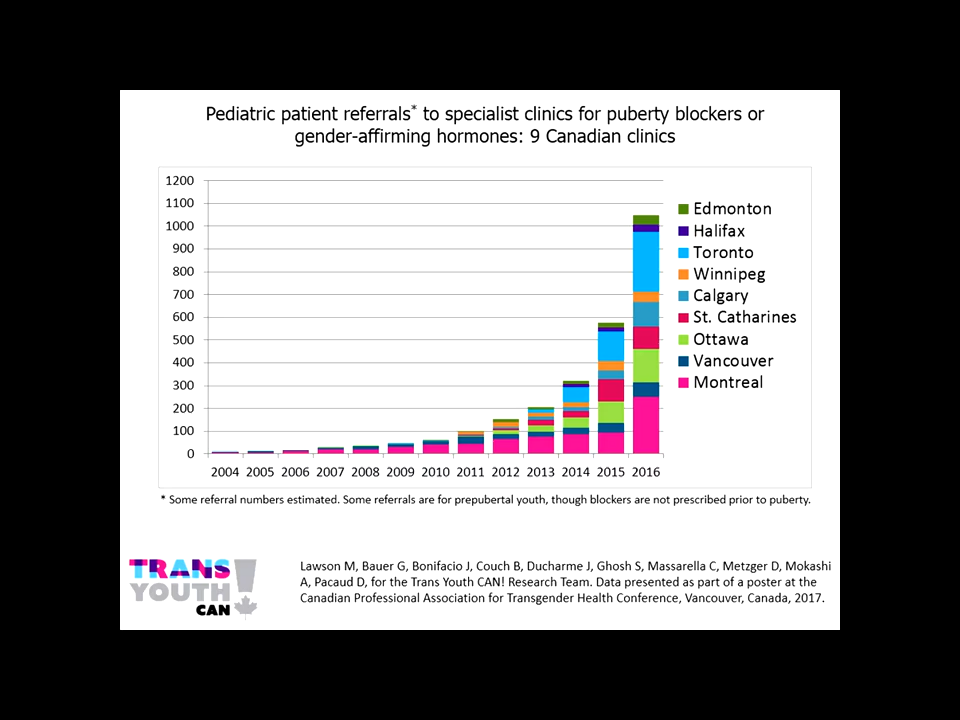 Pediatric patient referrals* to specialist clinics for puberty blockers or
gender-affirming hormones: 9 Canadian clinics
1200
1100
1000
900
800
700
600
500
400
300
200
100
0
2004 2005 2006 2007 2008 2009 2010 2011 2012 2013 2014 2015 2016
Edmonton
Halifax
Toronto
Winnipeg
Calgary
St. Catharines
Ottawa
Vancouver
Montreal
* Some referral numbers estimated. Some referrals are for prepubertal youth, though blockers are not prescribed prior to puberty.
TRANS
YOUTH!
CAN
Lawson M, Bauer G, Bonifacio J, Couch B, Ducharme J, Ghosh S, Massarella C, Metzger D, Mokashi
A, Pacaud D, for the Trans Youth CAN! Research Team. Data presented as part of a poster at the
Canadian Professional Association for Transgender Health Conference, Vancouver, Canada, 2017.